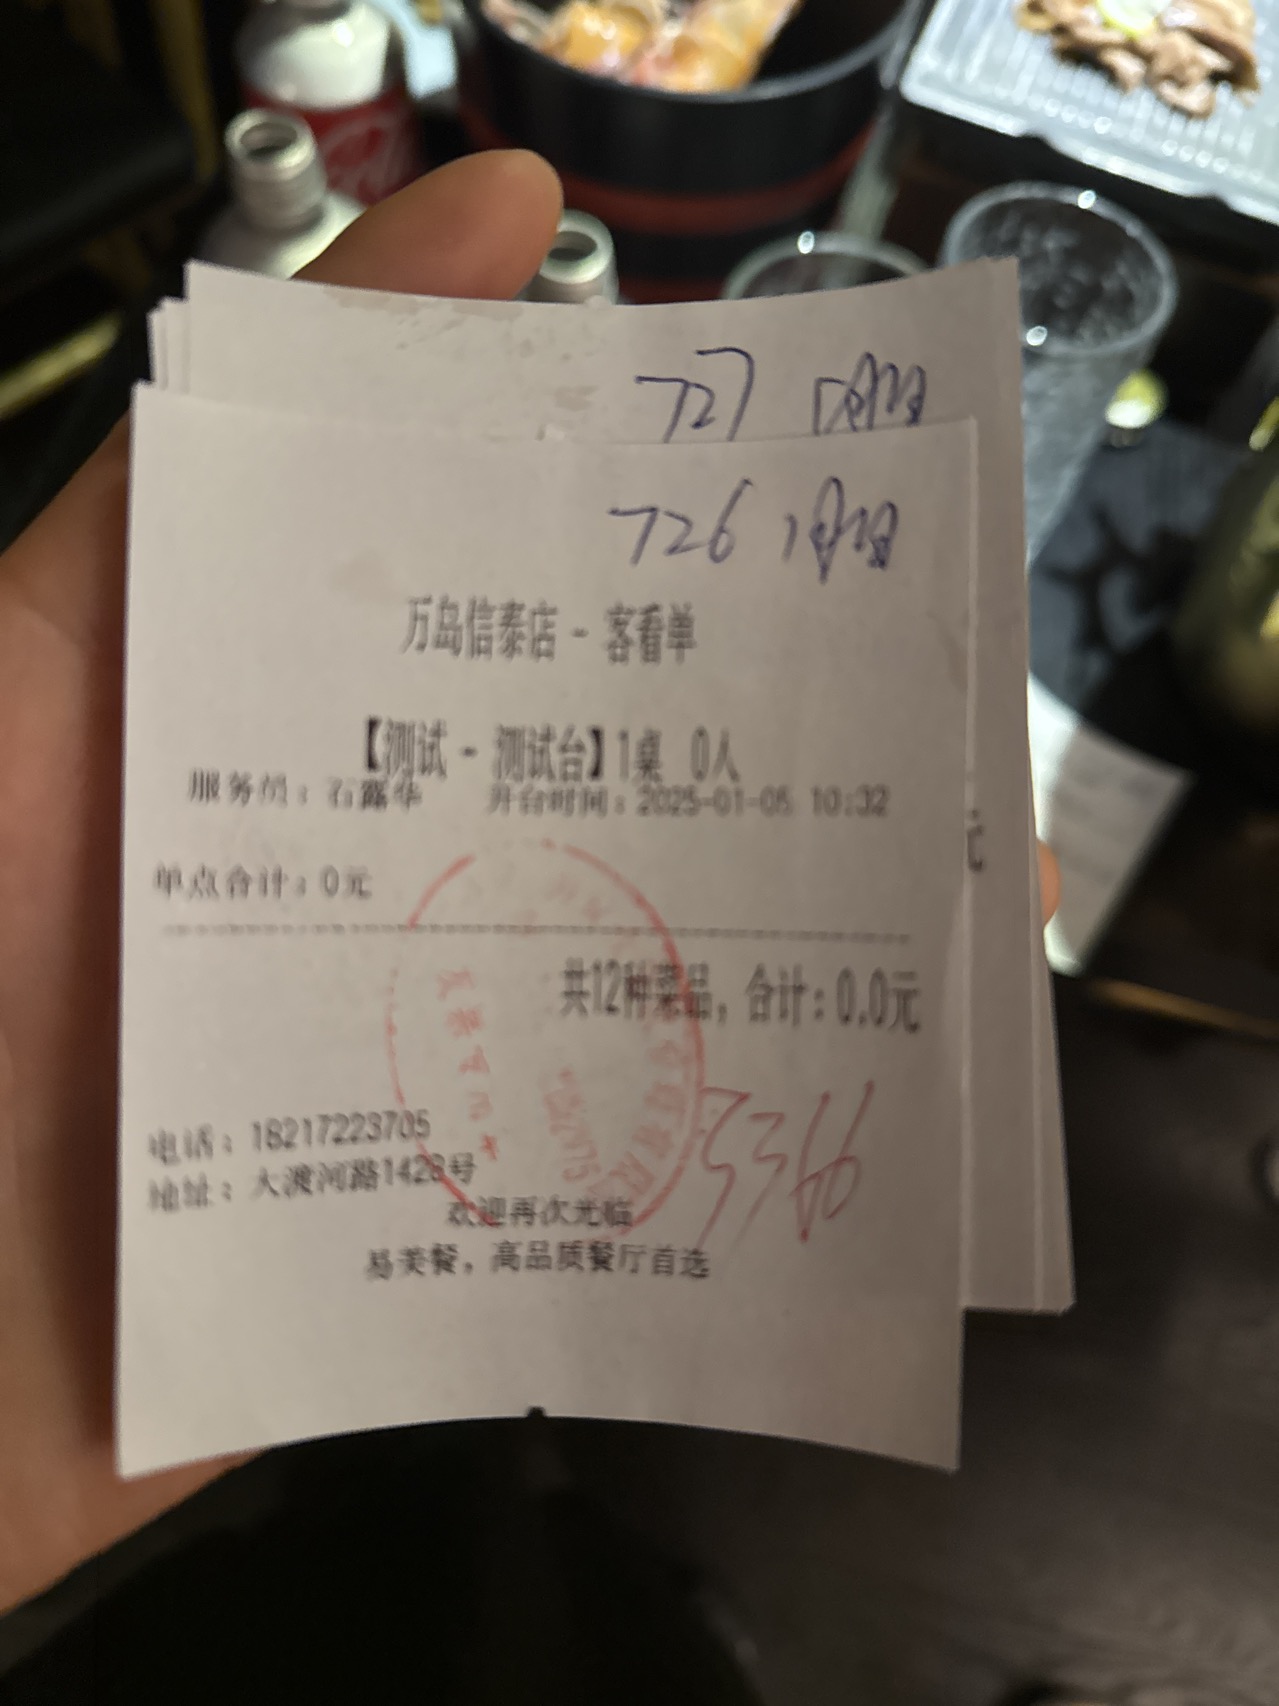 727
726
万岛信泰店 - 客看单
【测试 - 测试台】1桌 0人
服务员：石露华 开台时间：2025-01-05 10:32
单点合计：0元
元
共12种菜品，合计：0.0元
电话：18217223705
地址：大渡河路1428号
3366
欢迎再次光临
易美餐，高品质餐厅首选